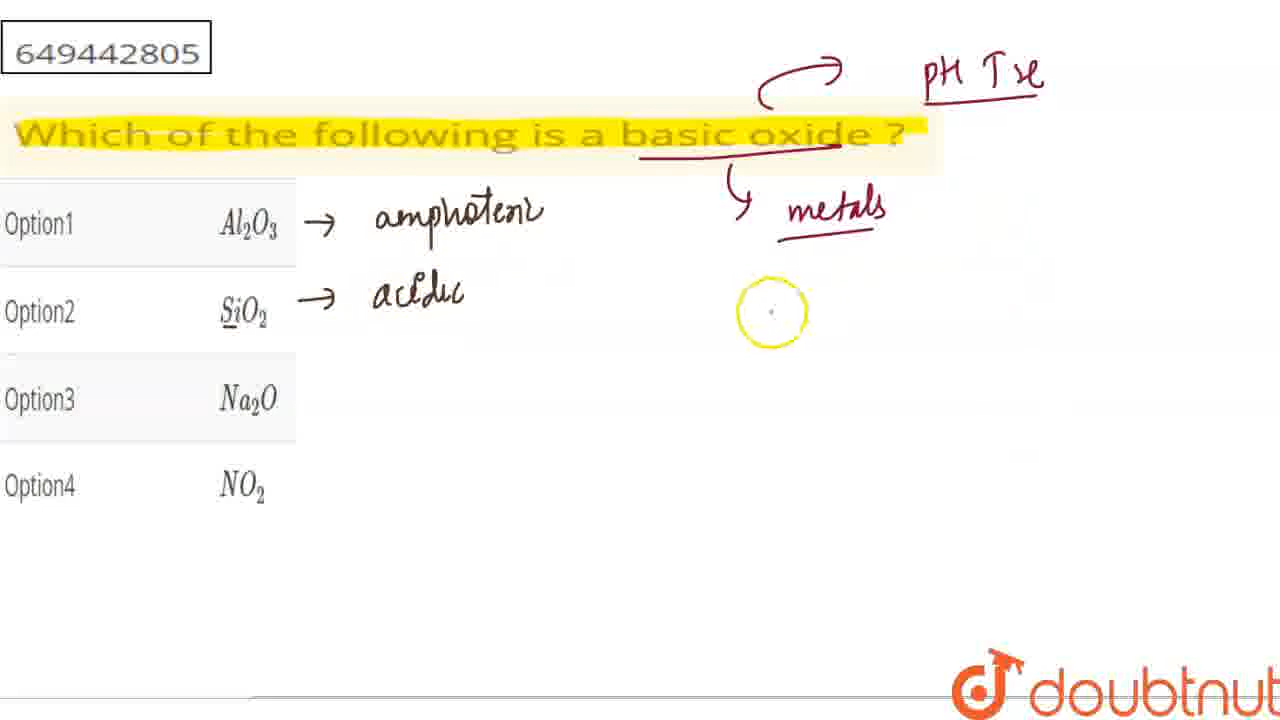 649442805
pH ↑se
Which of the following is a basic oxide ?
metals
Option1 Al₂O₃ → amphoteric
Option2 SiO₂ → acidic
Option3 Na₂O
Option4 NO₂
doubtnut